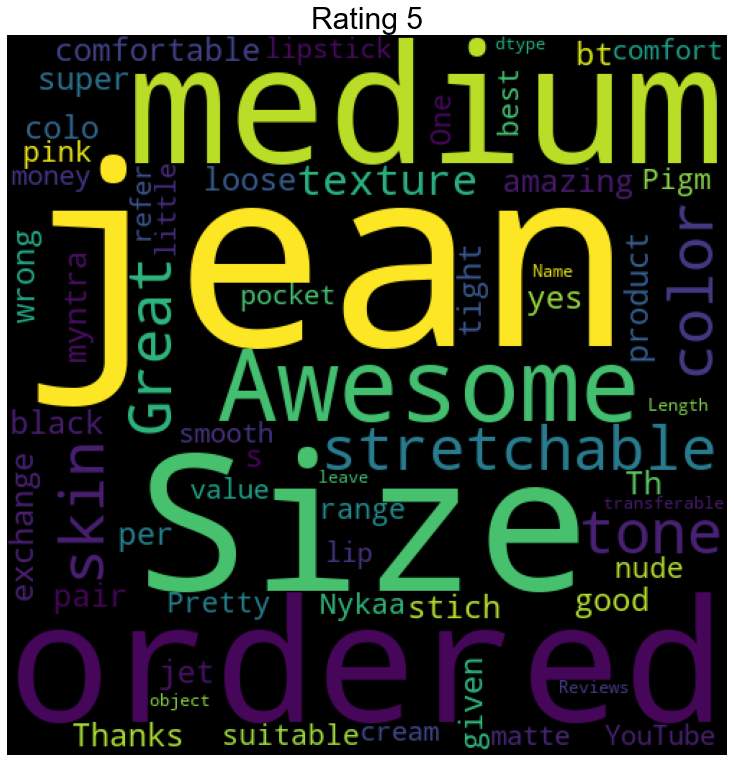 Rating 5
comfortable lipstick dtype bt comfort
super medium One best
colo
pink
money refer little loose texture amazing Pigm
jean
wrong myntra Great pocket tight Name yes product color
Awesome
Length
black smooth s stretchable
exchange skin Size leave Th
value transferable
per range tone
lip nude
pair Pretty Nykaa stich good
ordered
jet Reviews
object
Thanks suitable cream given matte YouTube